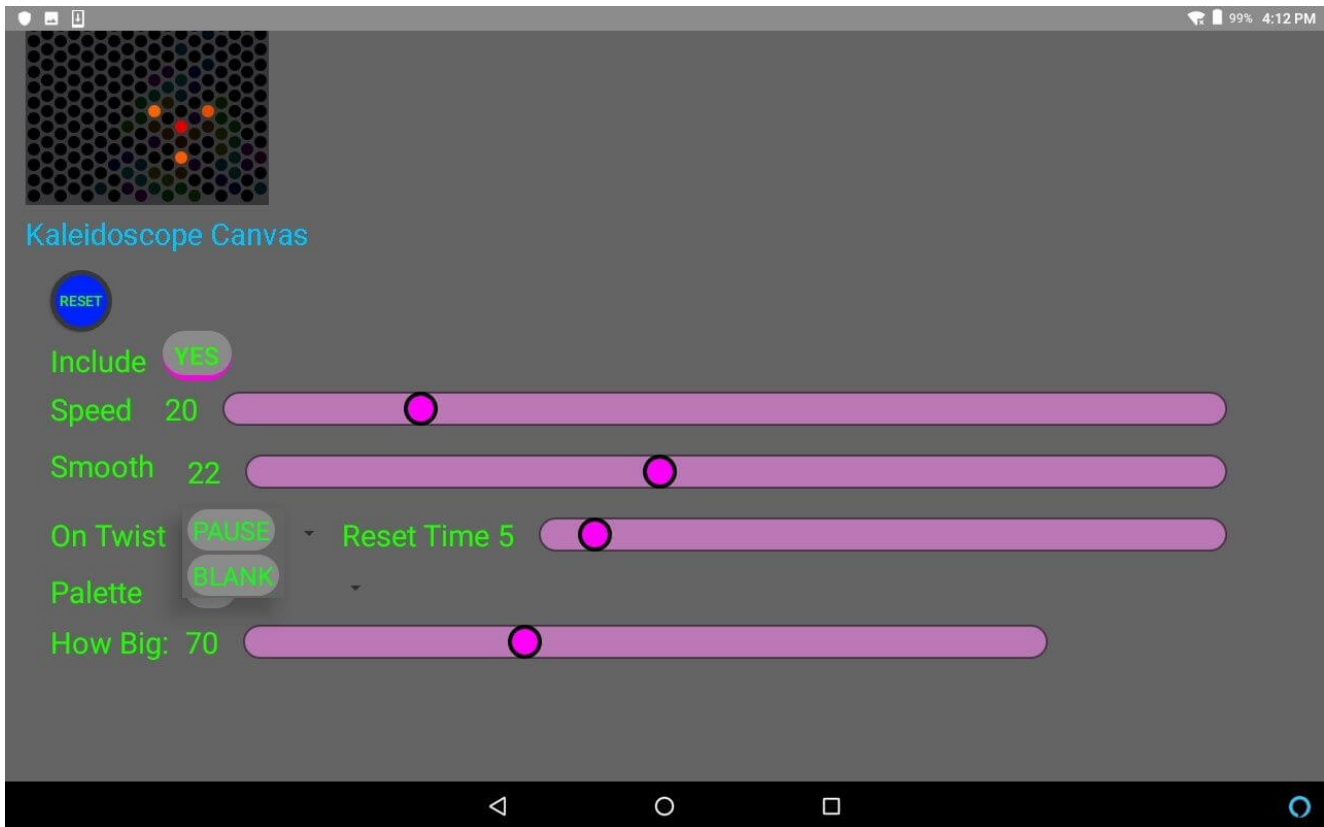 99% 4:12 PM
Kaleidoscope Canvas
RESET
Include YES
Speed 20
Smooth 22
On Twist PAUSE Reset Time 5
BLANK
Palette
How Big: 70